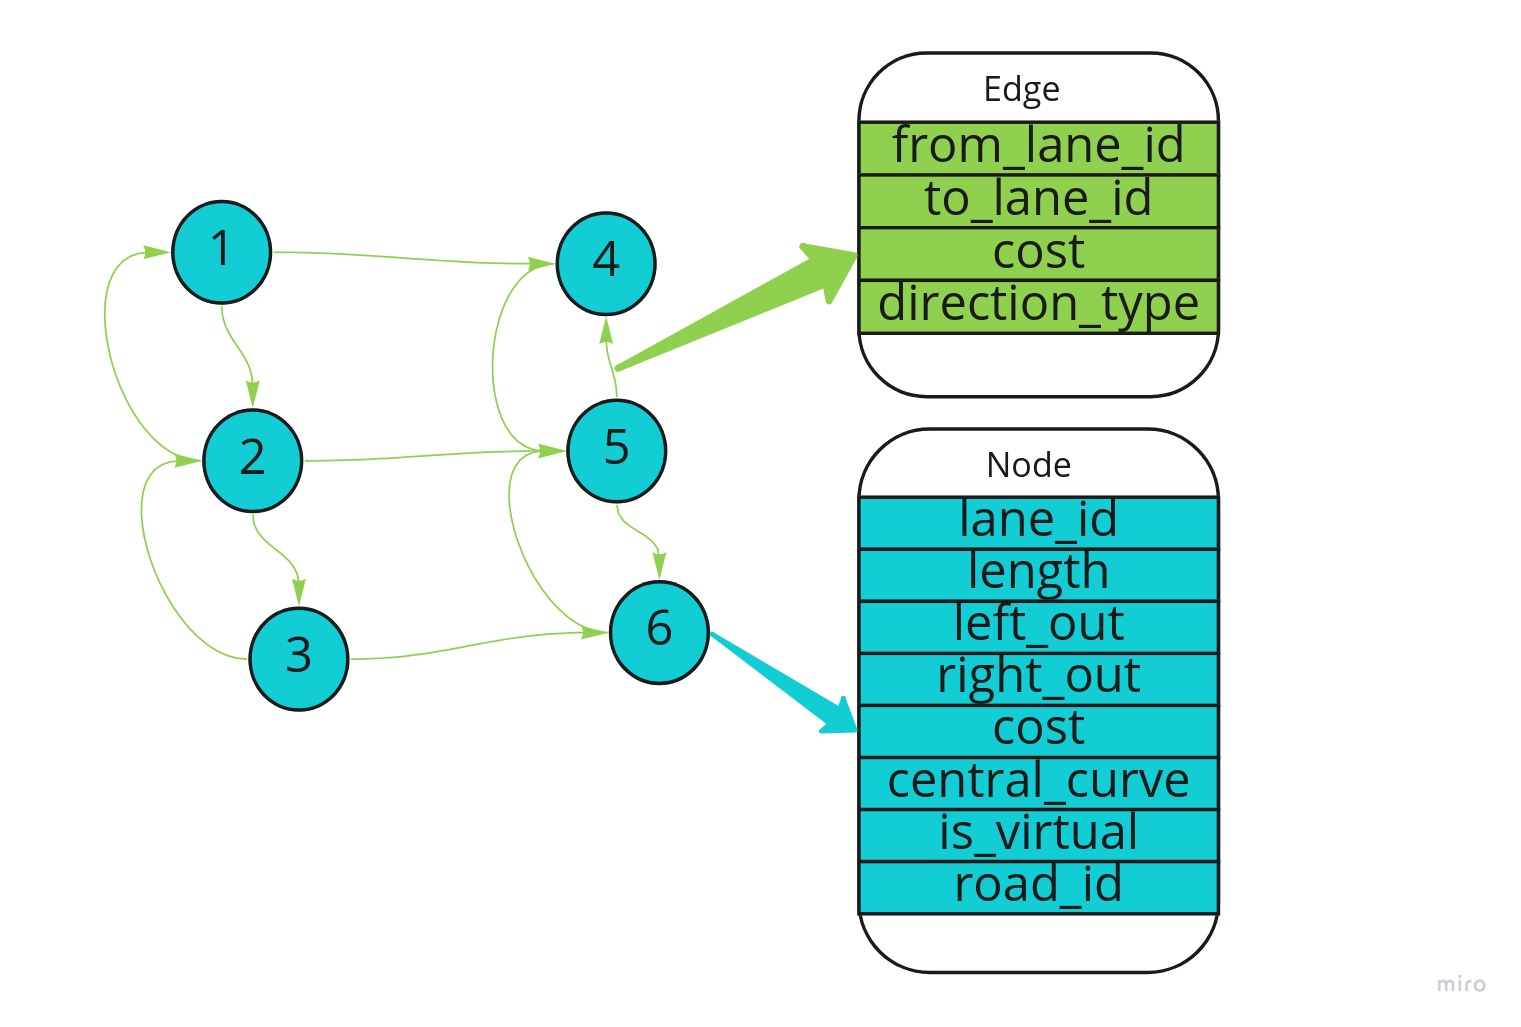 1
2
3
4
5
6
Edge
from_lane_id
to_lane_id
cost
direction_type
Node
lane_id
length
left_out
right_out
cost
central_curve
is_virtual
road_id
miro